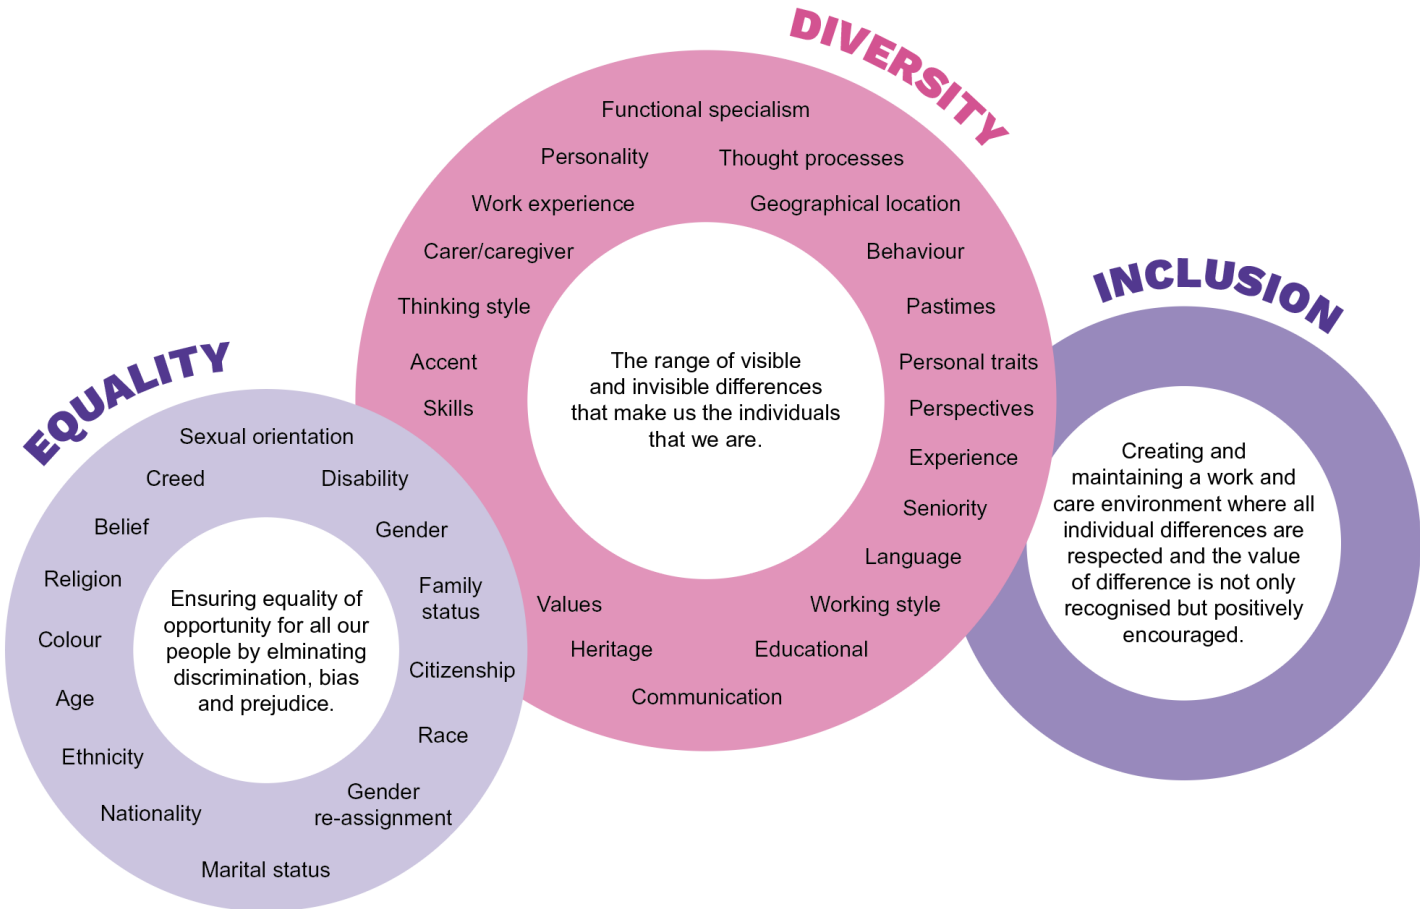 DIVERSITY
Functional specialism
Personality
Thought processes
Work experience
Geographical location
Carer/caregiver
Behaviour
Thinking style
Pastimes
Accent
Personal traits
Skills
Perspectives
Experience
Seniority
Language
Values
Working style
Heritage
Educational
Communication
The range of visible
and invisible differences
that make us the individuals
that we are.
INCLUSION
Creating and
maintaining a work and
care environment where all
individual differences are
respected and the value
of difference is not only
recognised but positively
encouraged.
EQUALITY
Sexual orientation
Creed
Disability
Belief
Gender
Religion
Family
status
Colour
Citizenship
Age
Race
Ethnicity
Gender
re-assignment
Nationality
Marital status
Ensuring equality of
opportunity for all our
people by elminating
discrimination, bias
and prejudice.